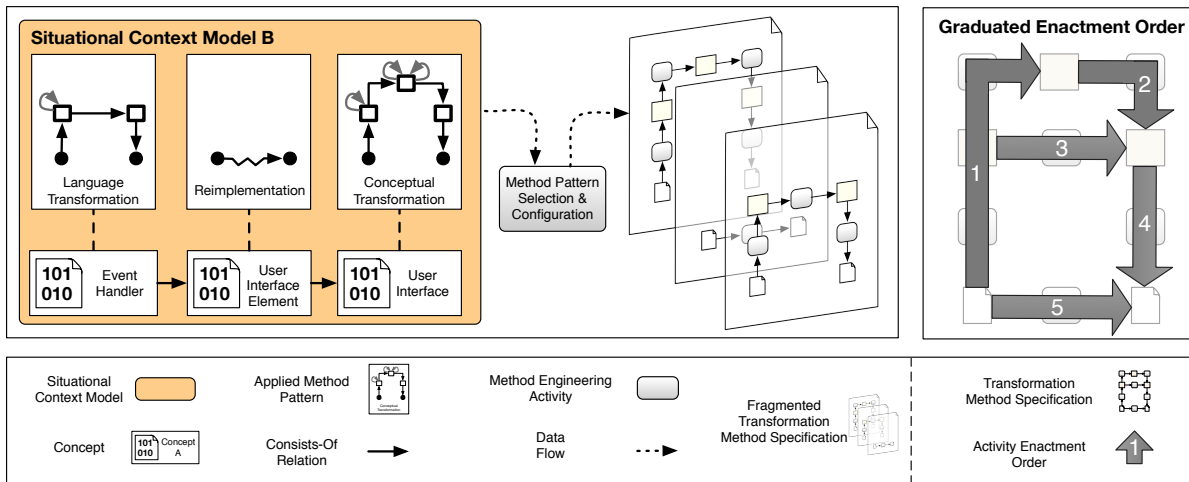 Situational Context Model B
Language
Transformation
Reimplementation
Conceptual
Transformation
101
010
Event
Handler
101
010
User
Interface
Element
101
010
User
Interface
Method Pattern
Selection &
Configuration
Graduated Enactment Order
1
2
3
4
5
Situational
Context Model
Applied Method
Pattern
Conceptual Transformation
Method Engineering
Activity
Fragmented
Transformation
Method Specification
Transformation
Method Specification
Concept
101
010
Concept
A
Consists-Of
Relation
Data
Flow
Activity Enactment
Order
1